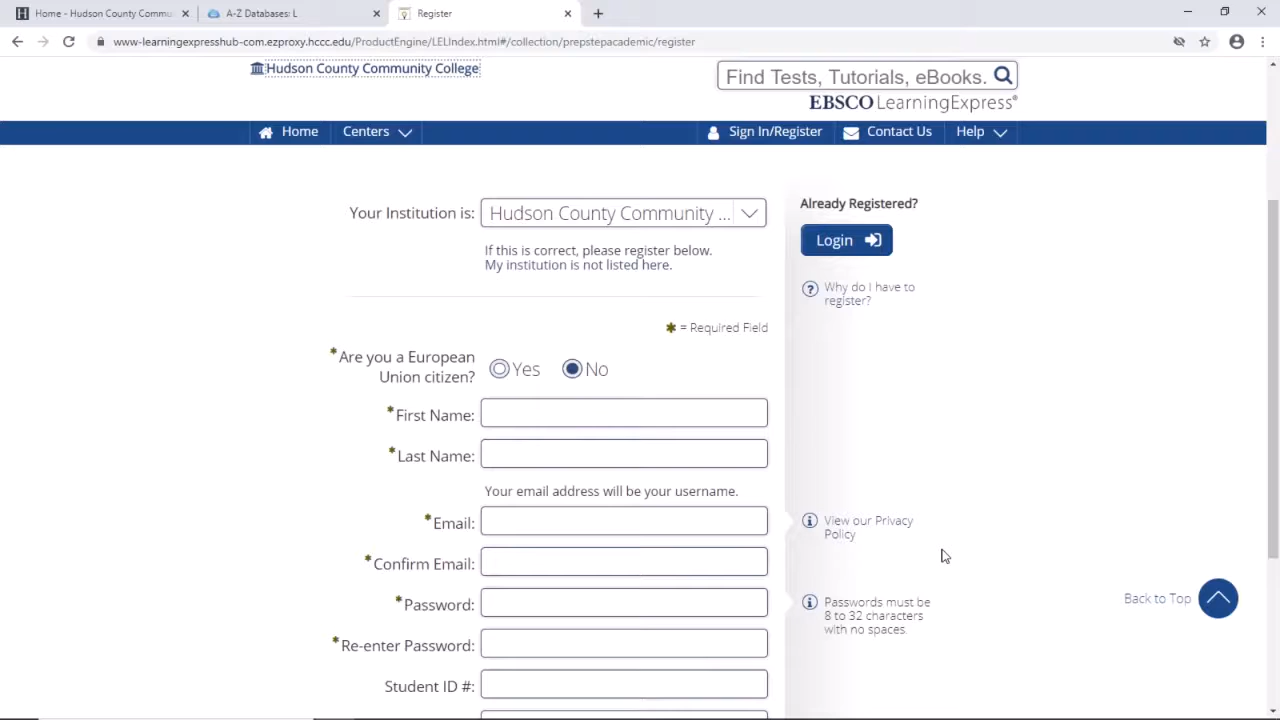 Home - Hudson County Commu
A-Z Databases: L
Register
www-learningexpresshub-com.ezproxy.hccc.edu/ProductEngine/LELIndex.html#/collection/prepstepacademic/register
Hudson County Community College
Find Tests, Tutorials, eBooks.
EBSCO LearningExpress®
Home
Centers
Sign In/Register
Contact Us
Help
Your Institution is:
Hudson County Community ...
If this is correct, please register below.
My institution is not listed here.
Already Registered?
Login
Why do I have to
register?
* = Required Field
*Are you a European
Union citizen?
Yes
No
*First Name:
*Last Name:
Your email address will be your username.
*Email:
View our Privacy
Policy
*Confirm Email:
*Password:
Passwords must be
8 to 32 characters
with no spaces.
Back to Top
*Re-enter Password:
Student ID #: